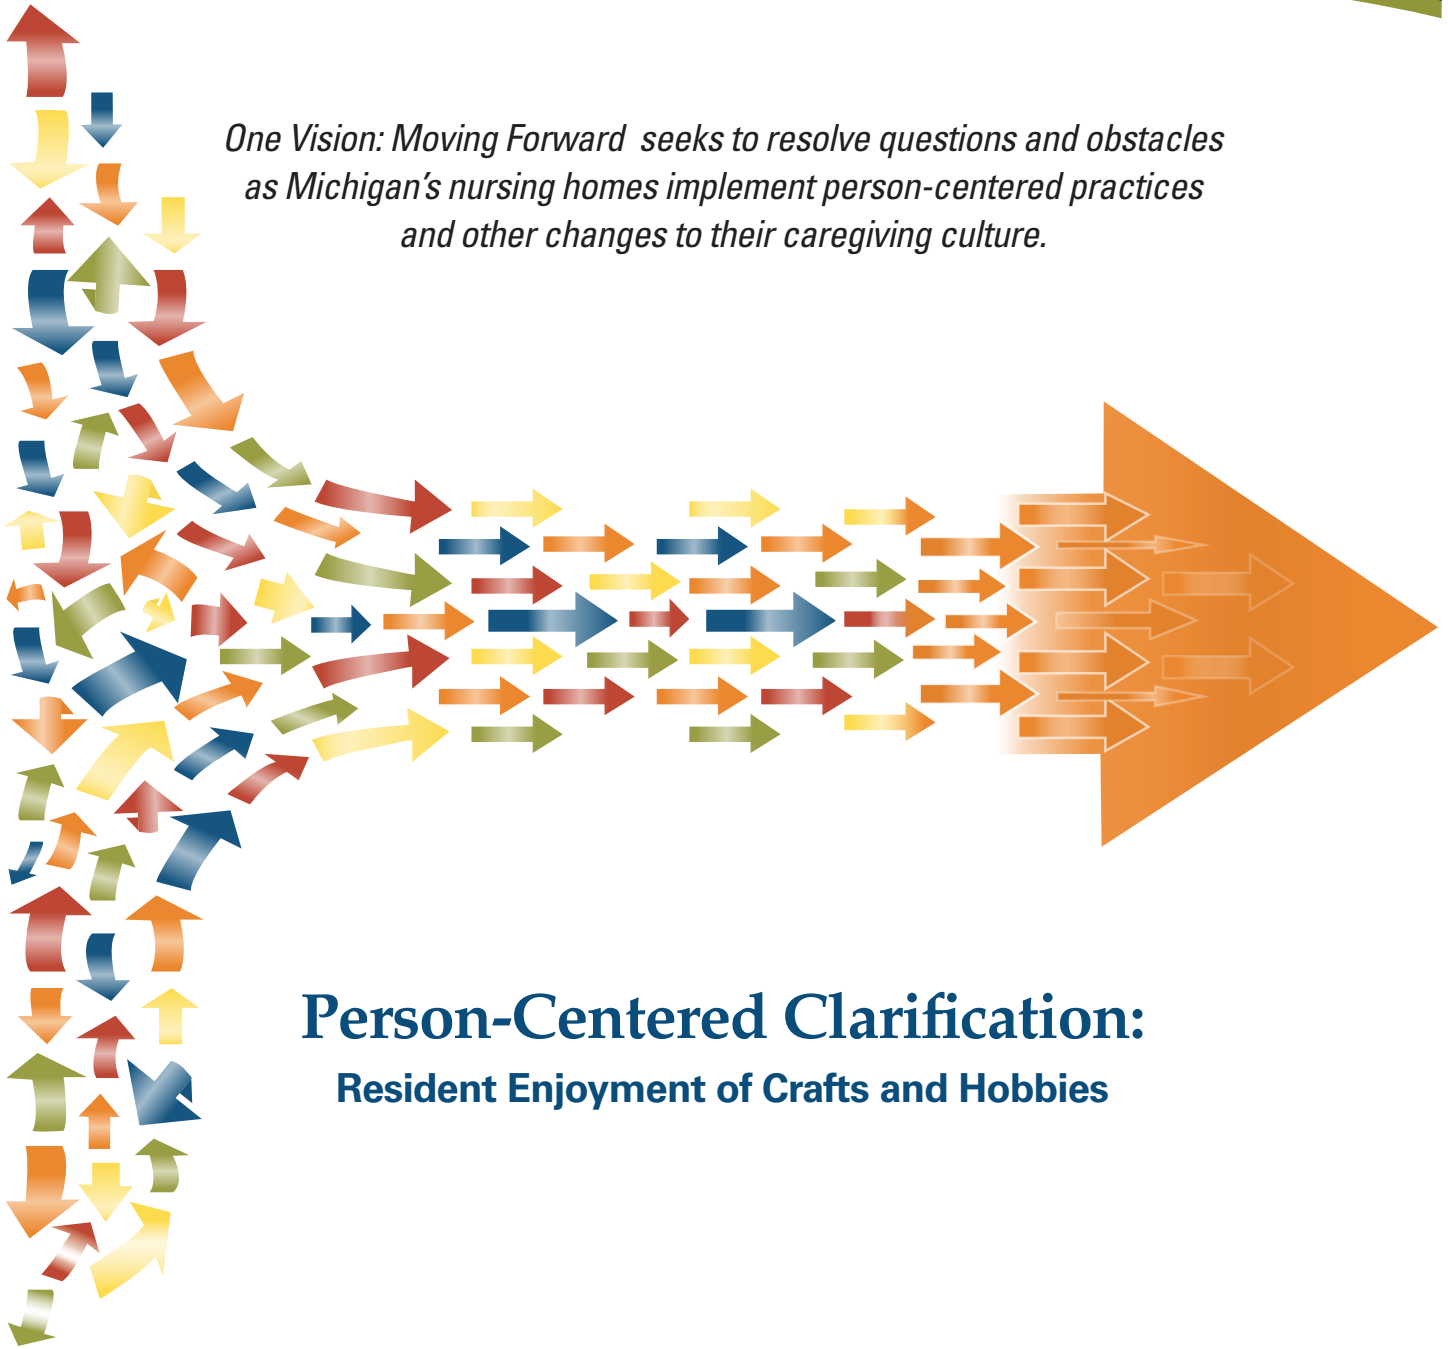 One Vision: Moving Forward seeks to resolve questions and obstacles
as Michigan's nursing homes implement person-centered practices
and other changes to their caregiving culture.
Person-Centered Clarification:
Resident Enjoyment of Crafts and Hobbies